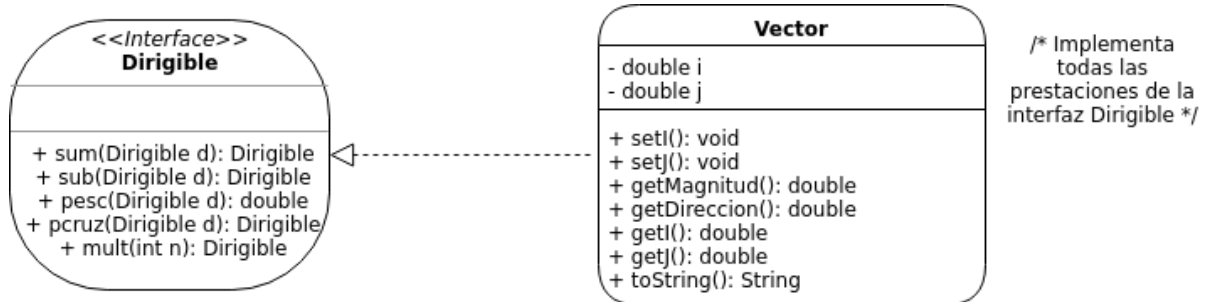 <<Interface>>
Dirigible
+ sum(Dirigible d): Dirigible
+ sub(Dirigible d): Dirigible
+ pesc(Dirigible d): double
+ pcruz(Dirigible d): Dirigible
+ mult(int n): Dirigible
Vector
- double i
- double j
+ setI(): void
+ setJ(): void
+ getMagnitud(): double
+ getDireccion(): double
+ getI(): double
+ getJ(): double
+ toString(): String
/* Implementa
todas las
prestaciones de la
interfaz Dirigible */